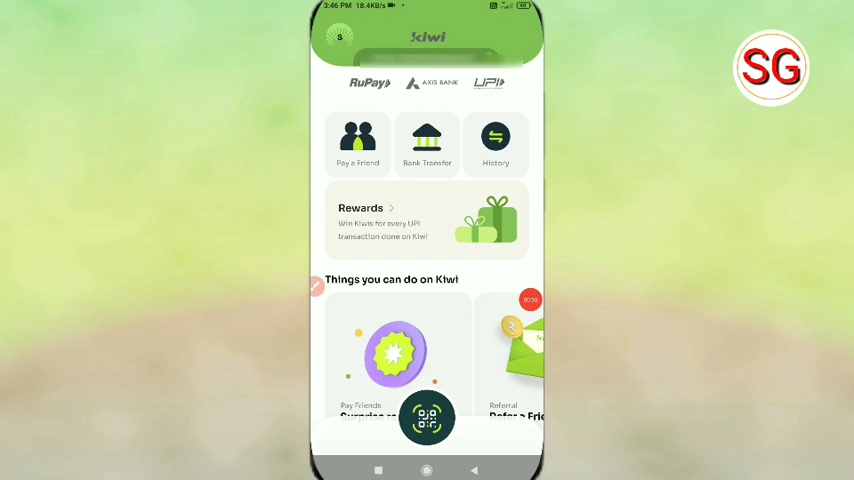 3:46 PM 18.4KB/s
S
kiwi
RuPay
AXIS BANK
UPI
SG
Pay a Friend
Bank Transfer
History
Rewards
Win Kiwis for every UPI
transaction done on Kiwi
Things you can do on Kiwi
00:53
Pay Friends
Referral